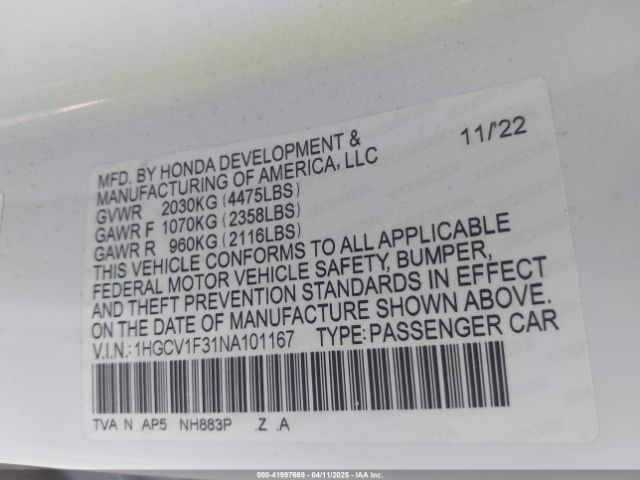 MFD. BY HONDA DEVELOPMENT & 11/'22
MANUFACTURING OF AMERICA, LLC
GVWR 2030KG (4475LBS)
GAWR F 1070KG (2358LBS)
GAWR R 960KG (2116LBS)
THIS VEHICLE CONFORMS TO ALL APPLICABLE
FEDERAL MOTOR VEHICLE SAFETY, BUMPER,
AND THEFT PREVENTION STANDARDS IN EFFECT
ON THE DATE OF MANUFACTURE SHOWN ABOVE.
V.I.N.: 1HGCV1F31NA101167 TYPE: PASSENGER CAR
TVA N AP5 NH883P .Z .A
000-41997669 - 04/11/2025 - IAAI, Inc.